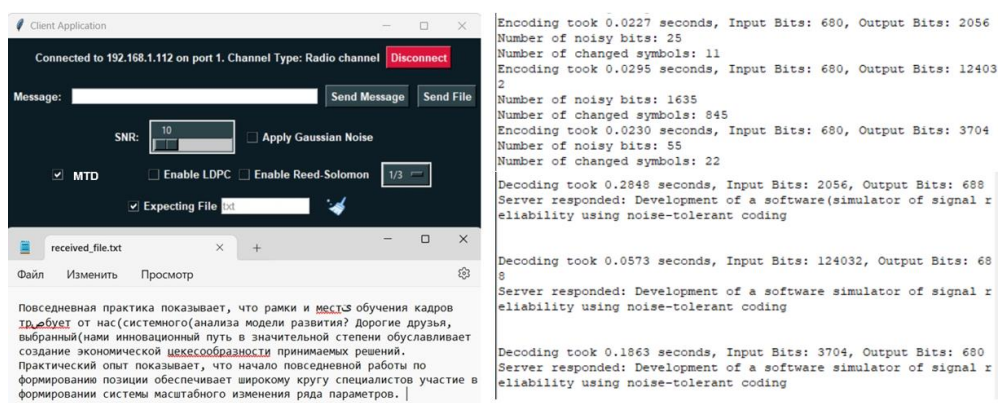 Client Application
Connected to 192.168.1.112 on port 1. Channel Type: Radio channel Disconnect
Message: Send Message Send File
SNR: 10 Apply Gaussian Noise
MTD Enable LDPC Enable Reed-Solomon 1/3
Expecting File txt
received_file.txt
Файл Изменить Просмотр
Повседневная практика показывает, что рамки и обучения кадров
от нас(системного(анализа модели развития? Дорогие друзья,
выбранный(нами инновационный путь в значительной степени обуславливает
создание экономической цекесообразности принимаемых решений.
Практический опыт показывает, что начало повседневной работы по
формированию позиции обеспечивает широкому кругу специалистов участие в
формировании системы масштабного изменения ряда параметров.
Encoding took 0.0227 seconds, Input Bits: 680, Output Bits: 2056
Number of noisy bits: 25
Number of changed symbols: 11
Encoding took 0.0295 seconds, Input Bits: 680, Output Bits: 12403
2
Number of noisy bits: 1635
Number of changed symbols: 845
Encoding took 0.0230 seconds, Input Bits: 680, Output Bits: 3704
Number of noisy bits: 55
Number of changed symbols: 22
Decoding took 0.2848 seconds, Input Bits: 2056, Output Bits: 688
Server responded: Development of a software(simulator of signal r
eliability using noise-tolerant coding
Decoding took 0.0573 seconds, Input Bits: 124032, Output Bits: 68
8
Server responded: Development of a software simulator of signal r
eliability using noise-tolerant coding
Decoding took 0.1863 seconds, Input Bits: 3704, Output Bits: 680
Server responded: Development of a software simulator of signal r
eliability using noise-tolerant coding